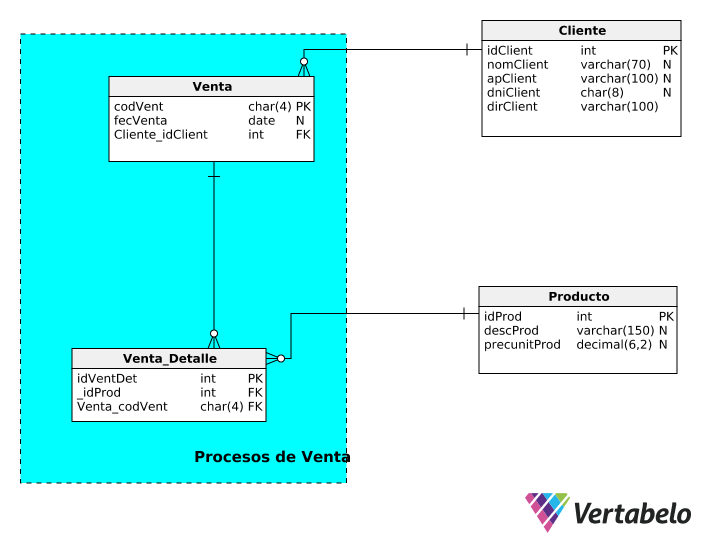 Cliente
idClient int PK
nomClient varchar(70) N
apClient varchar(100) N
dniClient char(8) N
dirClient varchar(100)
Venta
codVent char(4) PK
fecVenta date N
Cliente_idClient int FK
Producto
idProd int PK
descProd varchar(150) N
precunitProd decimal(6,2) N
Venta_Detalle
idVentDet int PK
_idProd int FK
Venta_codVent char(4) FK
Procesos de Venta
Vertabelo